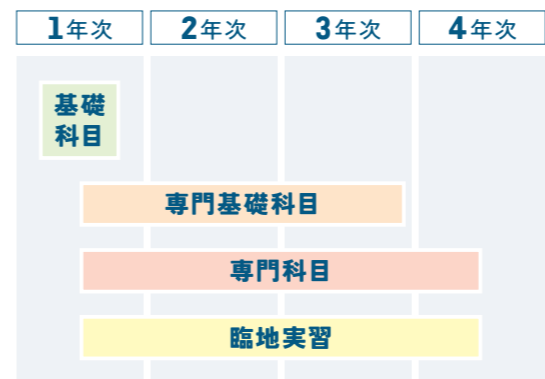 1年次
2年次
3年次
4年次
基礎
科目
専門基礎科目
専門科目
臨地実習